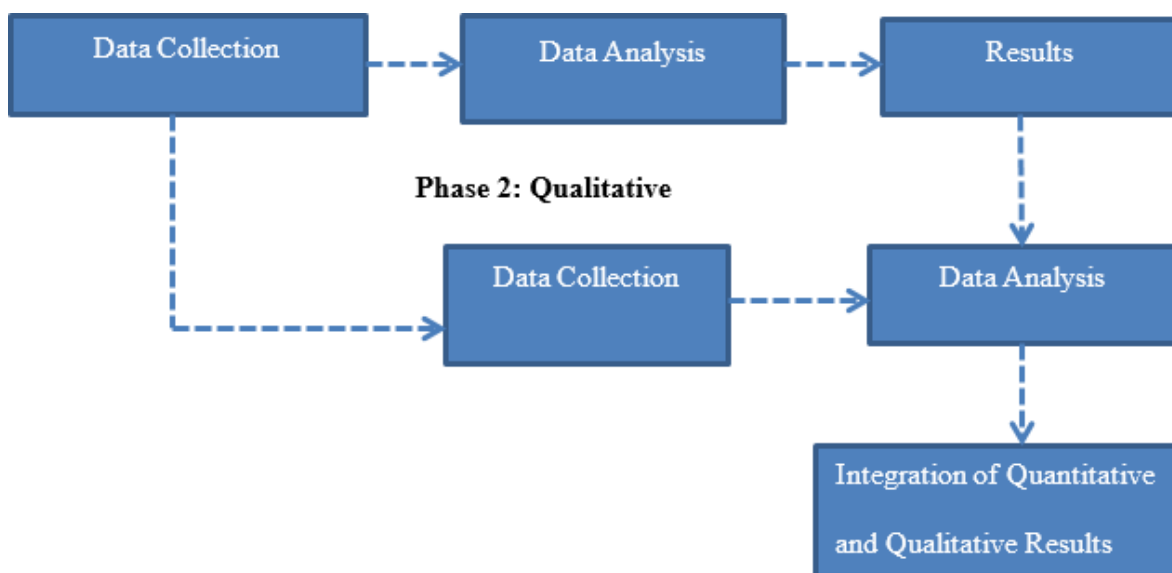 Data Collection
Data Analysis
Results
Phase 2: Qualitative
Data Collection
Data Analysis
Integration of Quantitative
and Qualitative Results